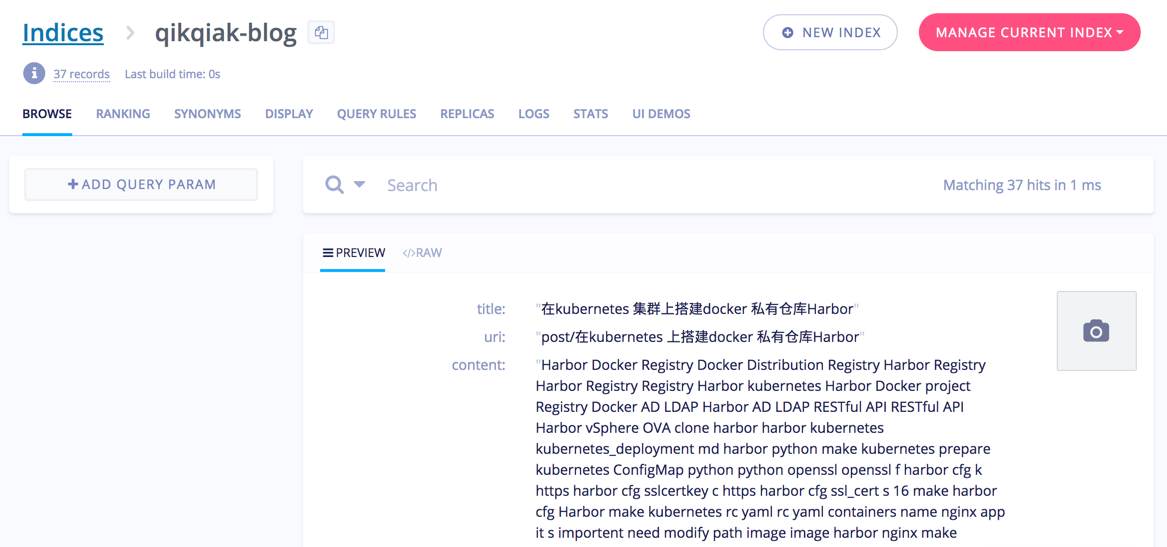 Indices qikqiak-blog NEW INDEX MANAGE CURRENT INDEX
37 records Last build time: 0s
BROWSE RANKING SYNONYMS DISPLAY QUERY RULES REPLICAS LOGS STATS UI DEMOS
ADD QUERY PARAM
Search Matching 37 hits in 1 ms
PREVIEW </>RAW
title: "在kubernetes 集群上搭建docker 私有仓库Harbor"
uri: "post/在kubernetes 上搭建docker 私有仓库Harbor"
content: "Harbor Docker Registry Docker Distribution Registry Harbor Registry
Harbor Registry Registry Harbor kubernetes Harbor Docker project
Registry Docker AD LDAP Harbor AD LDAP RESTful API RESTful API
Harbor vSphere OVA clone harbor harbor kubernetes
kubernetes_deployment md harbor python make kubernetes prepare
kubernetes ConfigMap python python openssl openssl f harbor cfg k
https harbor cfg sslcertkey c https harbor cfg ssl_cert s 16 make harbor
cfg Harbor make kubernetes rc yaml rc yaml containers name nginx app
it s importent need modify path image image harbor nginx make